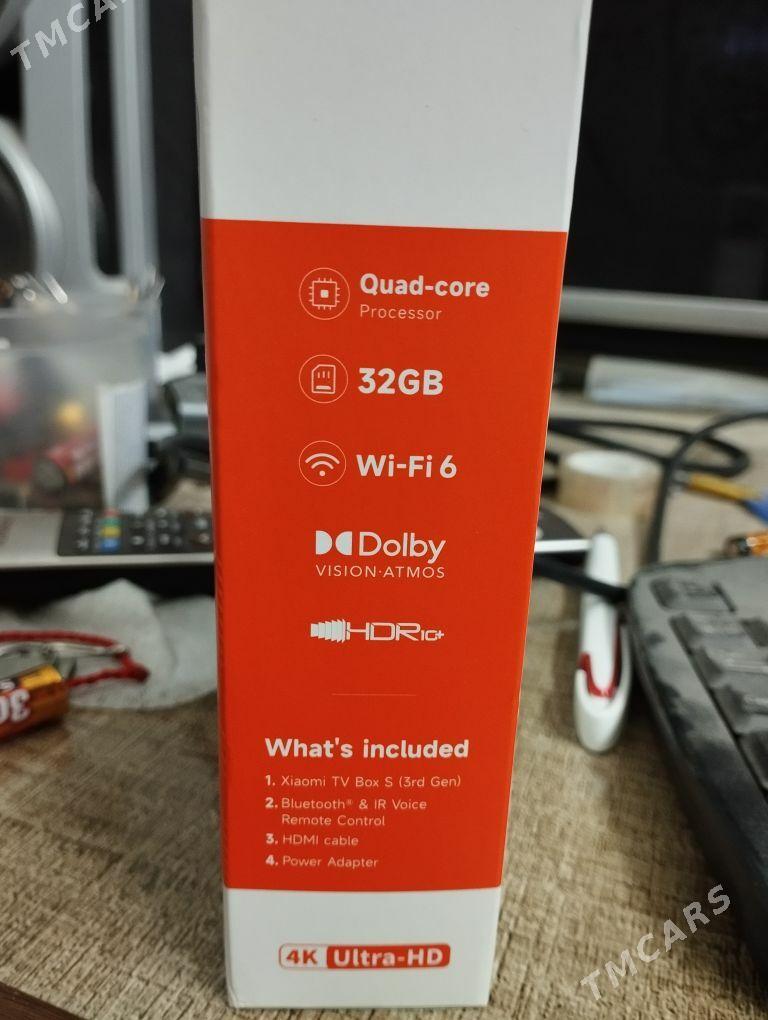 TMCARS
Quad-core
Processor
32GB
Wi-Fi 6
Dolby
VISION·ATMOS
HDR10+
What's included
1. Xiaomi TV Box S (3rd Gen)
2. Bluetooth® & IR Voice
Remote Control
3. HDMI cable
4. Power Adapter
4K Ultra-HD
TMCARS